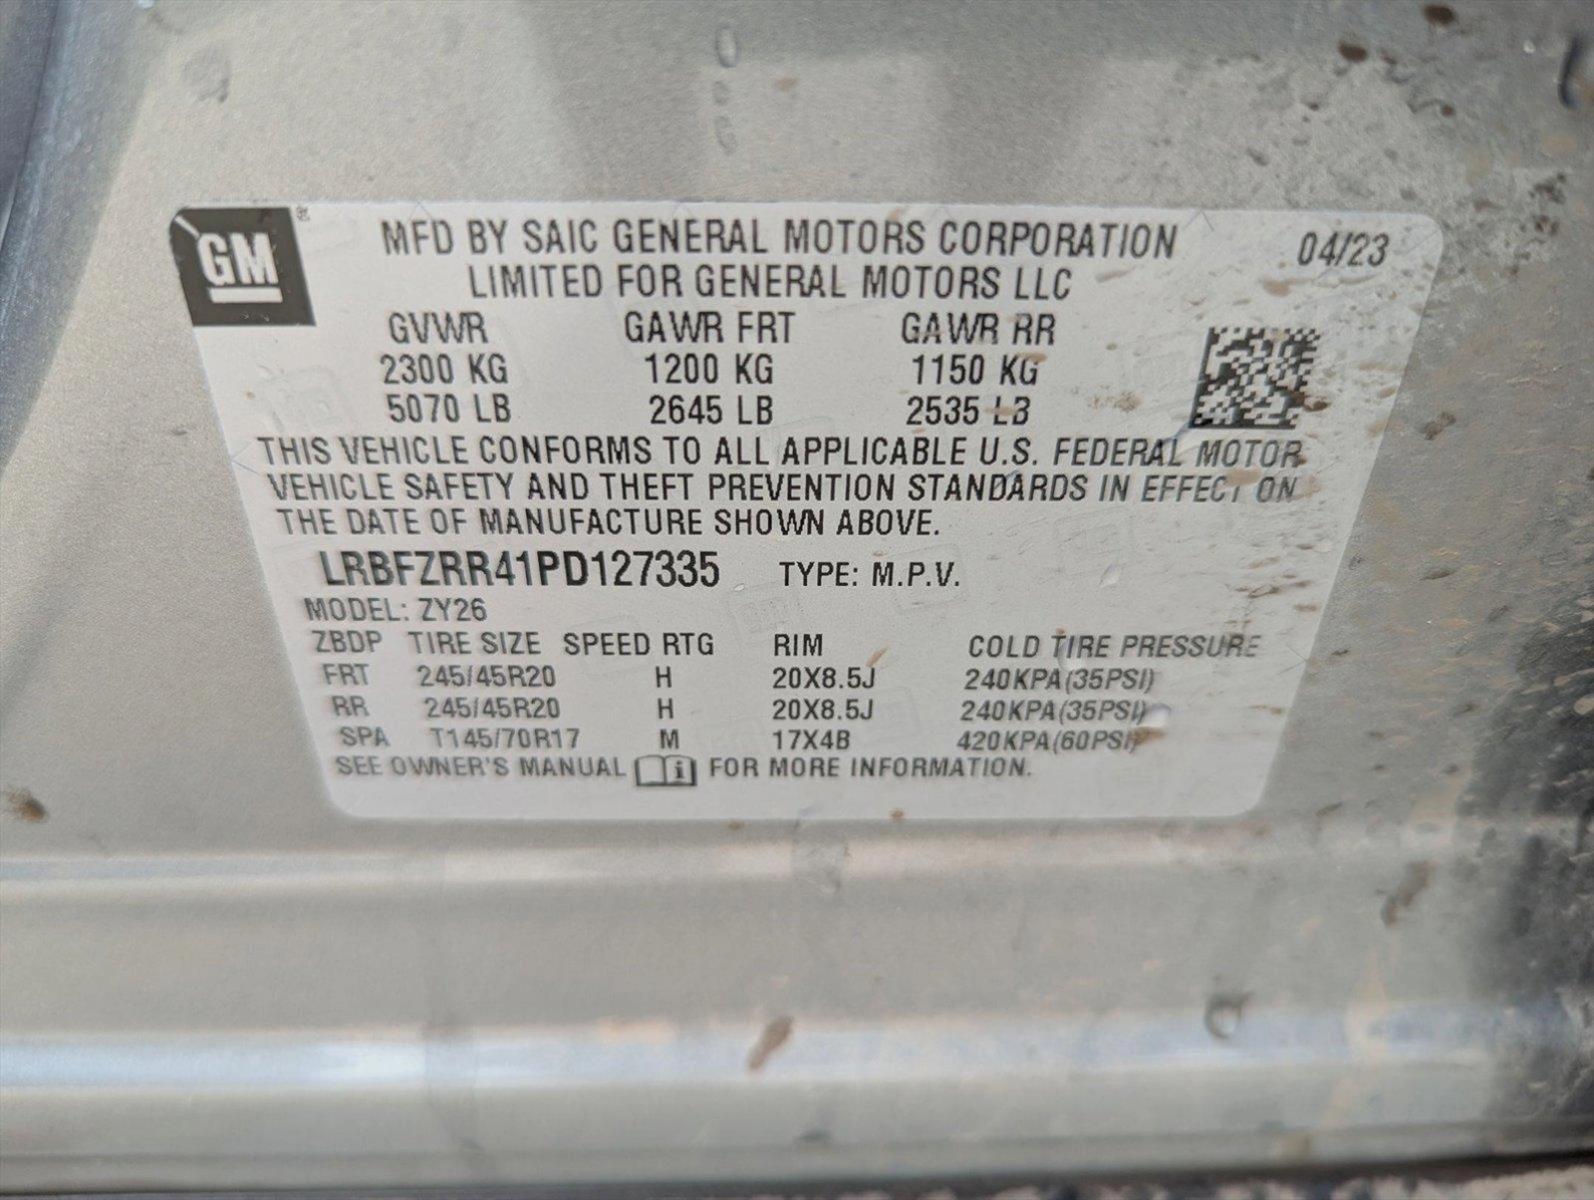 GM ®
MFD BY SAIC GENERAL MOTORS CORPORATION 04/23
LIMITED FOR GENERAL MOTORS LLC
GVWR GAWR FRT GAWR RR
2300 KG 1200 KG 1150 KG
5070 LB 2645 LB 2535 LB
THIS VEHICLE CONFORMS TO ALL APPLICABLE U.S. FEDERAL MOTOR
VEHICLE SAFETY AND THEFT PREVENTION STANDARDS IN EFFECT ON
THE DATE OF MANUFACTURE SHOWN ABOVE.
LRBFZRR41PD127335 TYPE: M.P.V.
MODEL: ZY26
ZBDP TIRE SIZE SPEED RTG RIM COLD TIRE PRESSURE
FRT 245/45R20 H 20X8.5J 240KPA(35PSI)
RR 245/45R20 H 20X8.5J 240KPA(35PSI)
SPA T145/70R17 M 17X4B 420KPA(60PSI)
SEE OWNER'S MANUAL i FOR MORE INFORMATION.